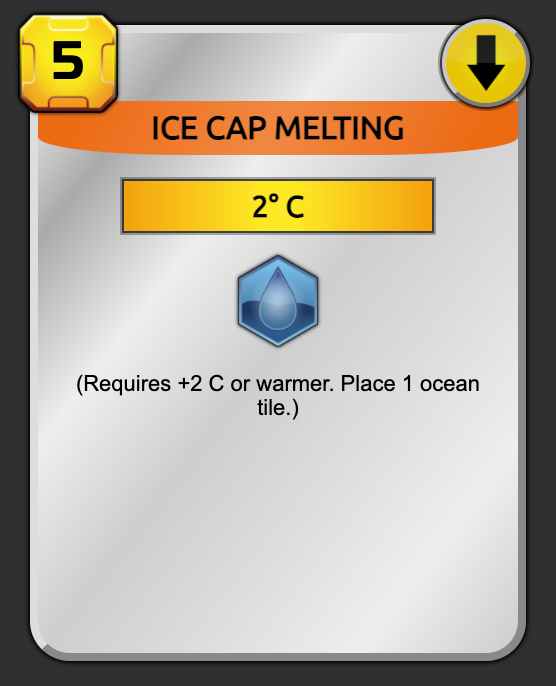 5
ICE CAP MELTING
2° C
(Requires +2 C or warmer. Place 1 ocean
tile.)